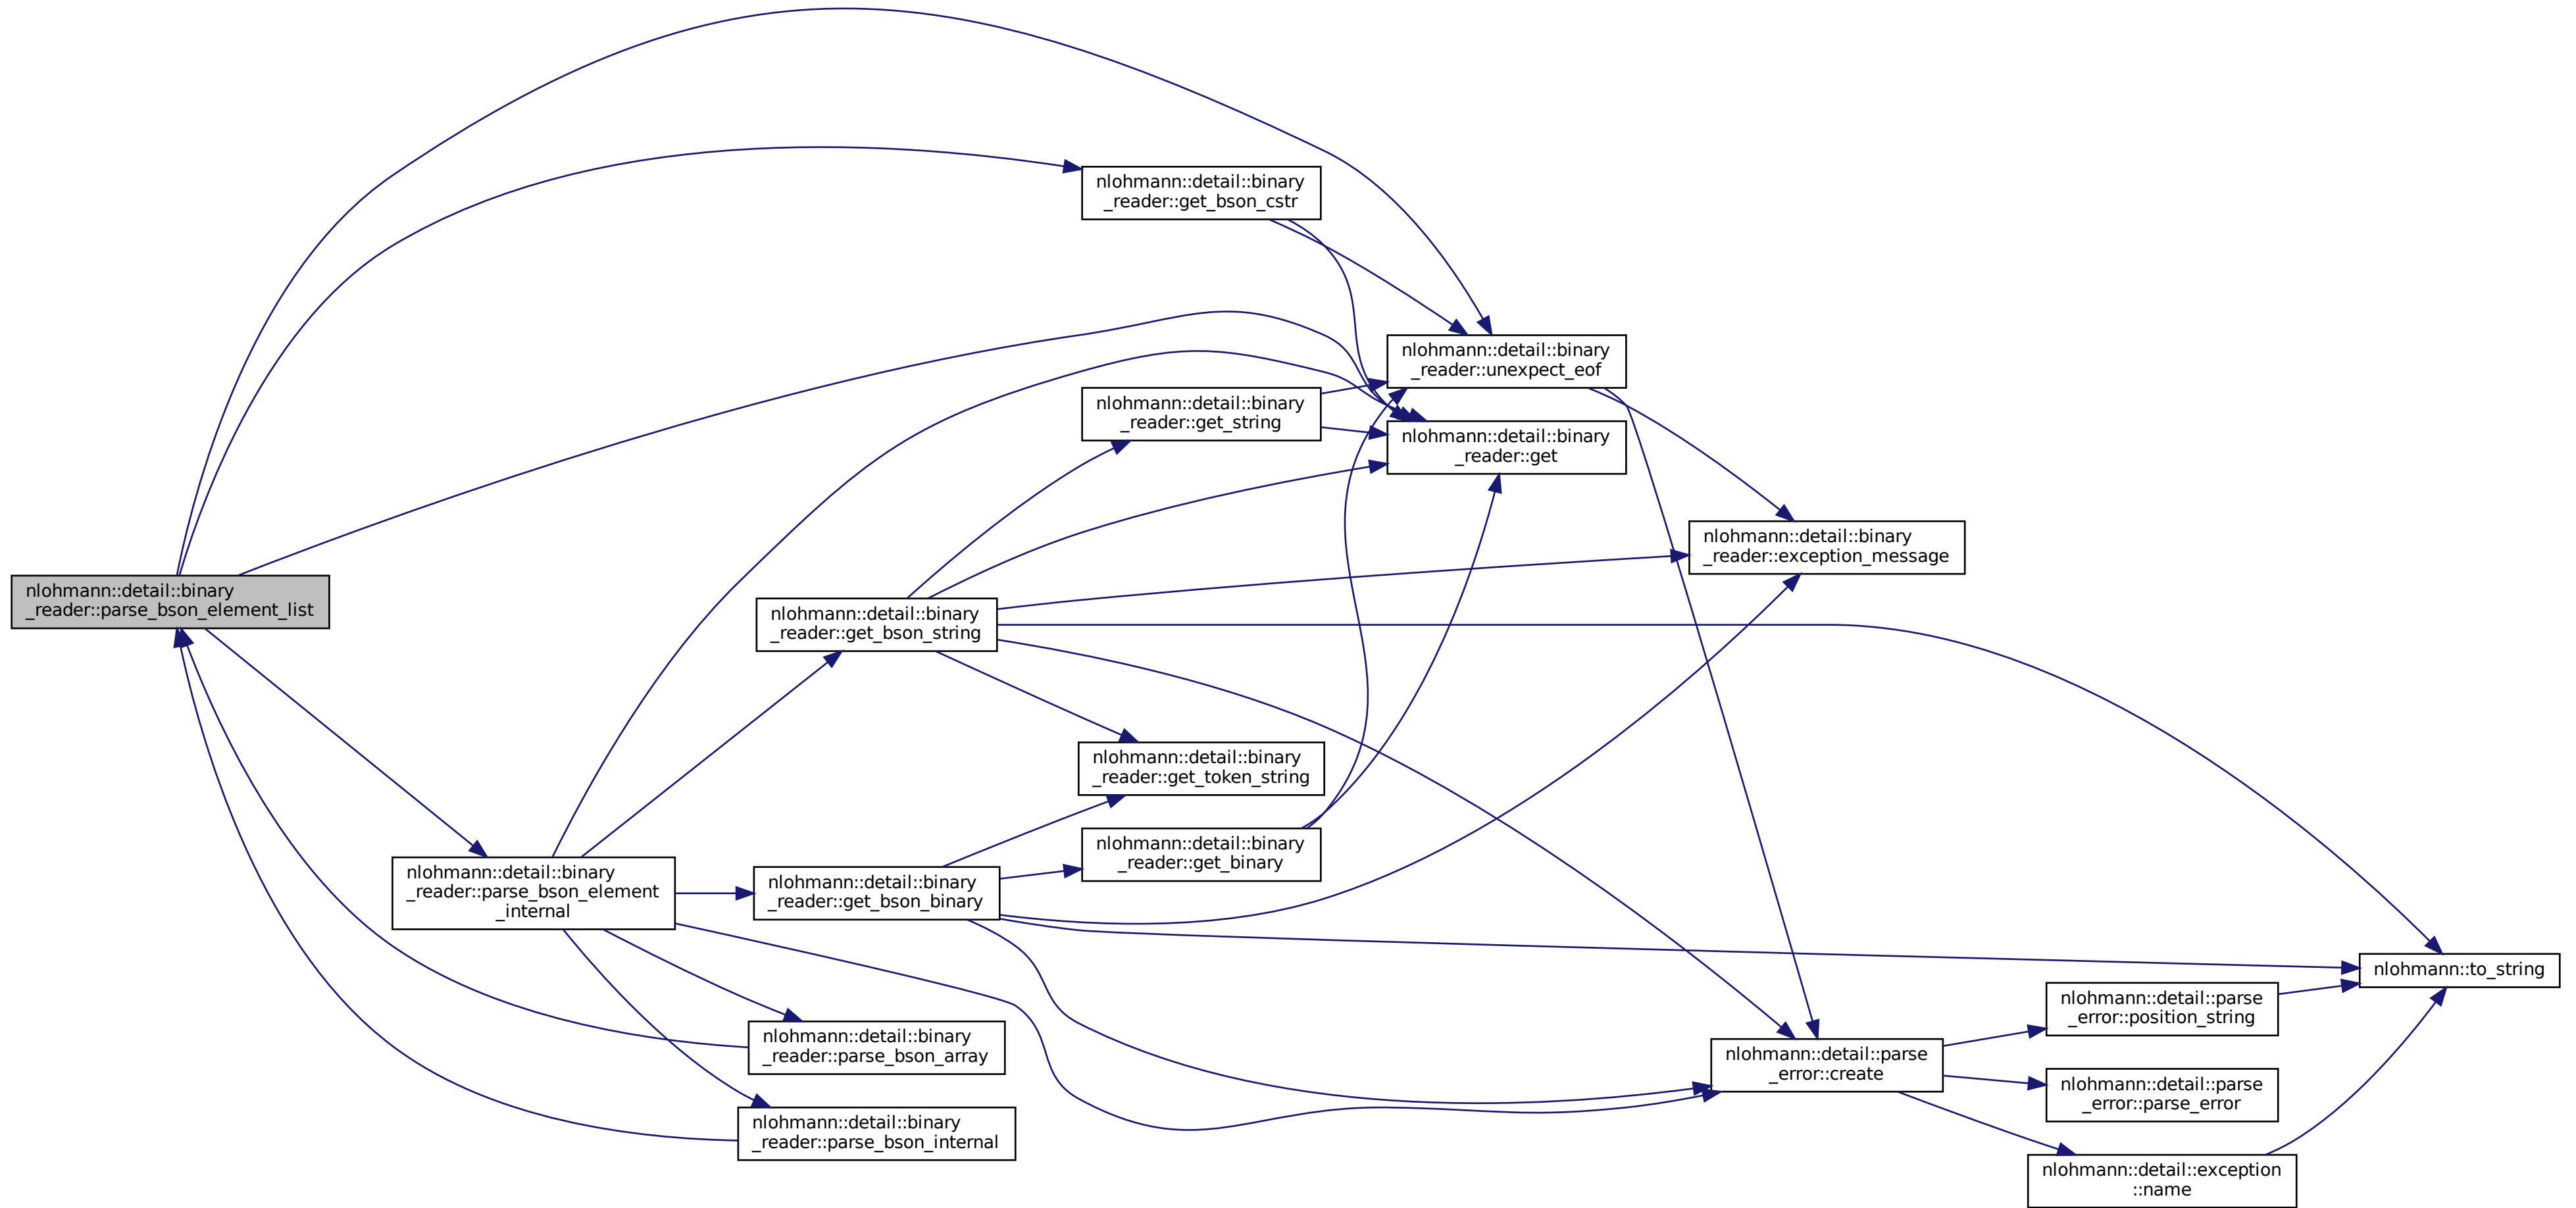 nlohmann::detail::binary
_reader::parse_bson_element_list
nlohmann::detail::binary
_reader::parse_bson_element
_internal
nlohmann::detail::binary
_reader::get_bson_string
nlohmann::detail::binary
_reader::get_bson_binary
nlohmann::detail::binary
_reader::parse_bson_array
nlohmann::detail::binary
_reader::parse_bson_internal
nlohmann::detail::binary
_reader::get_bson_cstr
nlohmann::detail::binary
_reader::get_string
nlohmann::detail::binary
_reader::get_token_string
nlohmann::detail::binary
_reader::get_binary
nlohmann::detail::binary
_reader::unexpect_eof
nlohmann::detail::binary
_reader::get
nlohmann::detail::binary
_reader::exception_message
nlohmann::detail::parse
_error::create
nlohmann::detail::parse
_error::position_string
nlohmann::detail::parse
_error::parse_error
nlohmann::detail::exception
::name
nlohmann::to_string